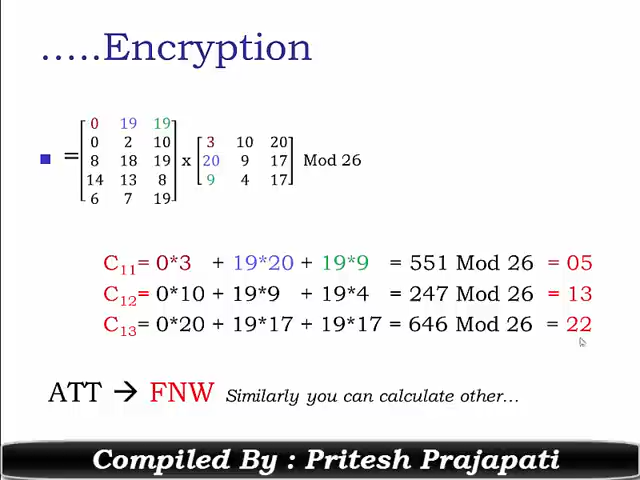 .....Encryption
0 19 19
0 2 10 3 10 20
= 8 18 19 x 20 9 17 Mod 26
14 13 8 9 4 17
6 7 19
C11= 0*3 + 19*20 + 19*9 = 551 Mod 26 = 05
C12= 0*10 + 19*9 + 19*4 = 247 Mod 26 = 13
C13= 0*20 + 19*17 + 19*17 = 646 Mod 26 = 22
ATT → FNW Similarly you can calculate other…
Compiled By : Pritesh Prajapati